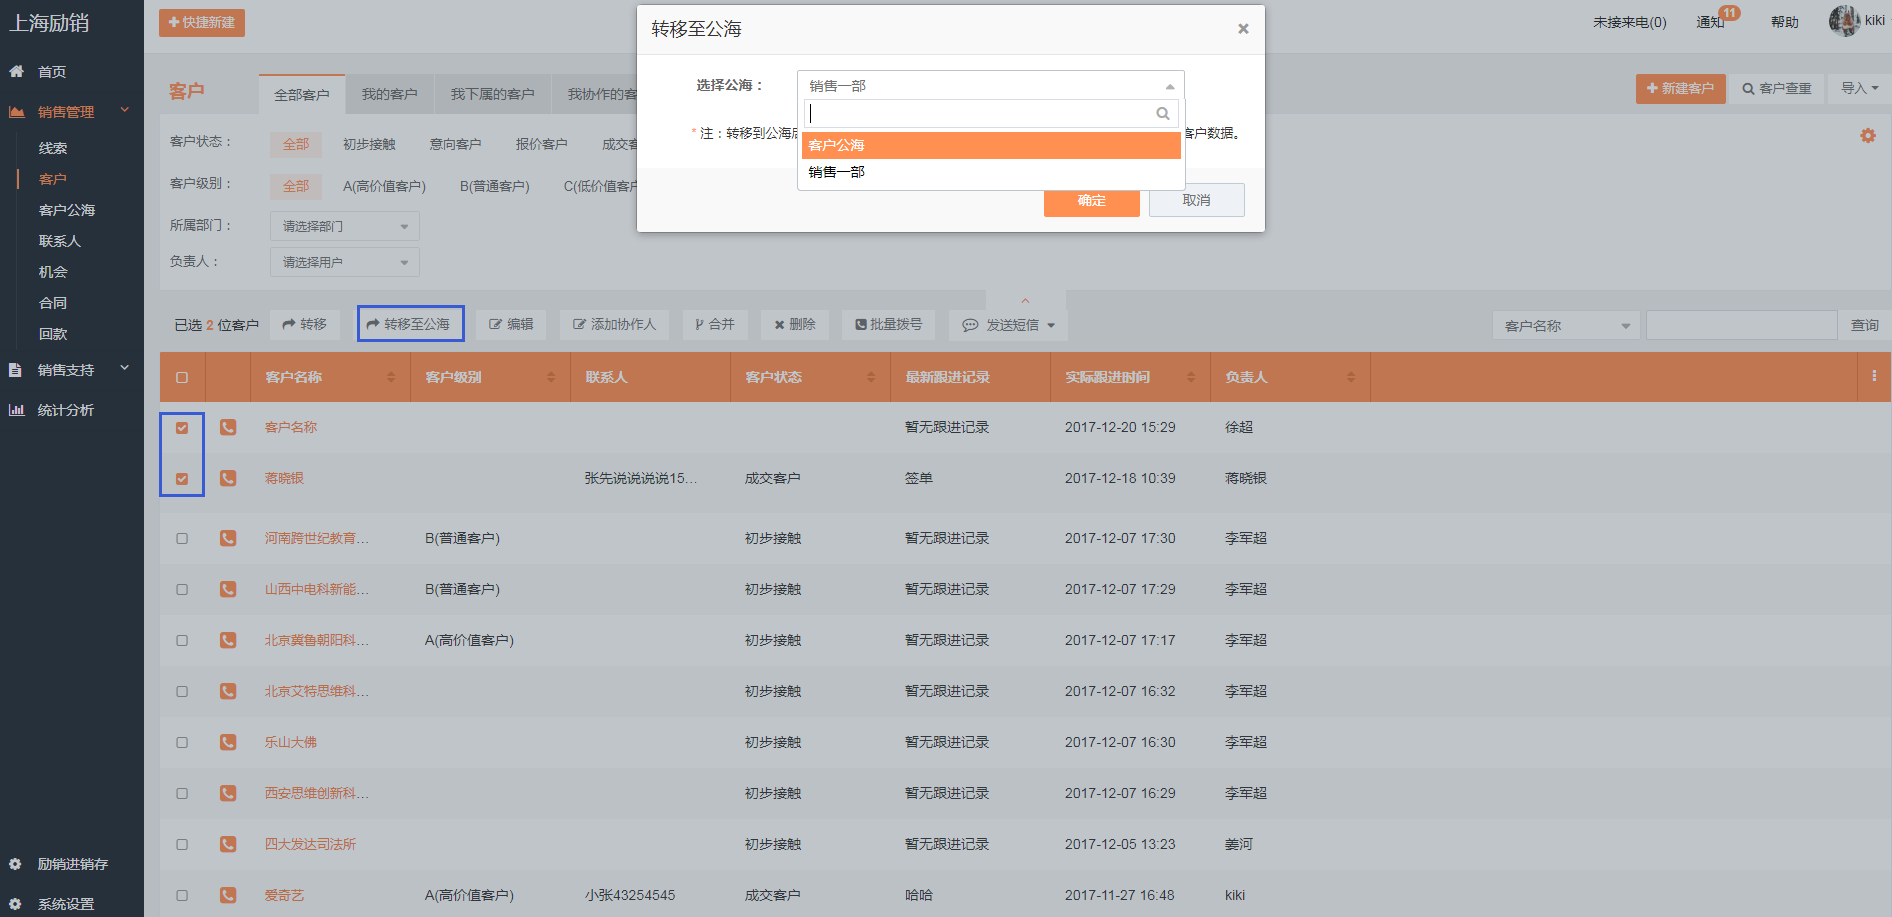 上海励销
快捷新建
未接来电(0)
通知
11
帮助
kiki
首页
销售管理
线索
客户
客户公海
联系人
机会
合同
回款
销售支持
统计分析
励销进销存
系统设置
转移至公海
选择公海：
销售一部
客户公海
销售一部
* 注：转移到公海后
客户数据。
确定
取消
客户
全部客户
我的客户
我下属的客户
我协作的客
新建客户
客户查重
导入
客户状态：
全部
初步接触
意向客户
报价客户
成交客
客户级别：
全部
A(高价值客户)
B(普通客户)
C(低价值客户
所属部门：
请选择部门
负责人：
请选择用户
已选 2 位客户
转移
转移至公海
编辑
添加协作人
合并
删除
批量拨号
发送短信
客户名称
查询
客户名称 客户级别 联系人 客户状态 最新跟进记录 实际跟进时间 负责人
客户名称 暂无跟进记录 2017-12-20 15:29 徐超
蒋晓银 张先说说说说15... 成交客户 签单 2017-12-18 10:39 蒋晓银
河南跨世纪教育... B(普通客户) 初步接触 暂无跟进记录 2017-12-07 17:30 李军超
山西中电科新能... B(普通客户) 初步接触 暂无跟进记录 2017-12-07 17:29 李军超
北京冀鲁朝阳科... A(高价值客户) 初步接触 暂无跟进记录 2017-12-07 17:17 李军超
北京艾特思维科... 初步接触 暂无跟进记录 2017-12-07 16:32 李军超
乐山大佛 初步接触 暂无跟进记录 2017-12-07 16:30 李军超
西安思维创新科... 初步接触 暂无跟进记录 2017-12-07 16:29 李军超
四大发达司法所 初步接触 暂无跟进记录 2017-12-05 13:23 姜河
爱奇艺 A(高价值客户) 小张43254545 成交客户 哈哈 2017-11-27 16:48 kiki